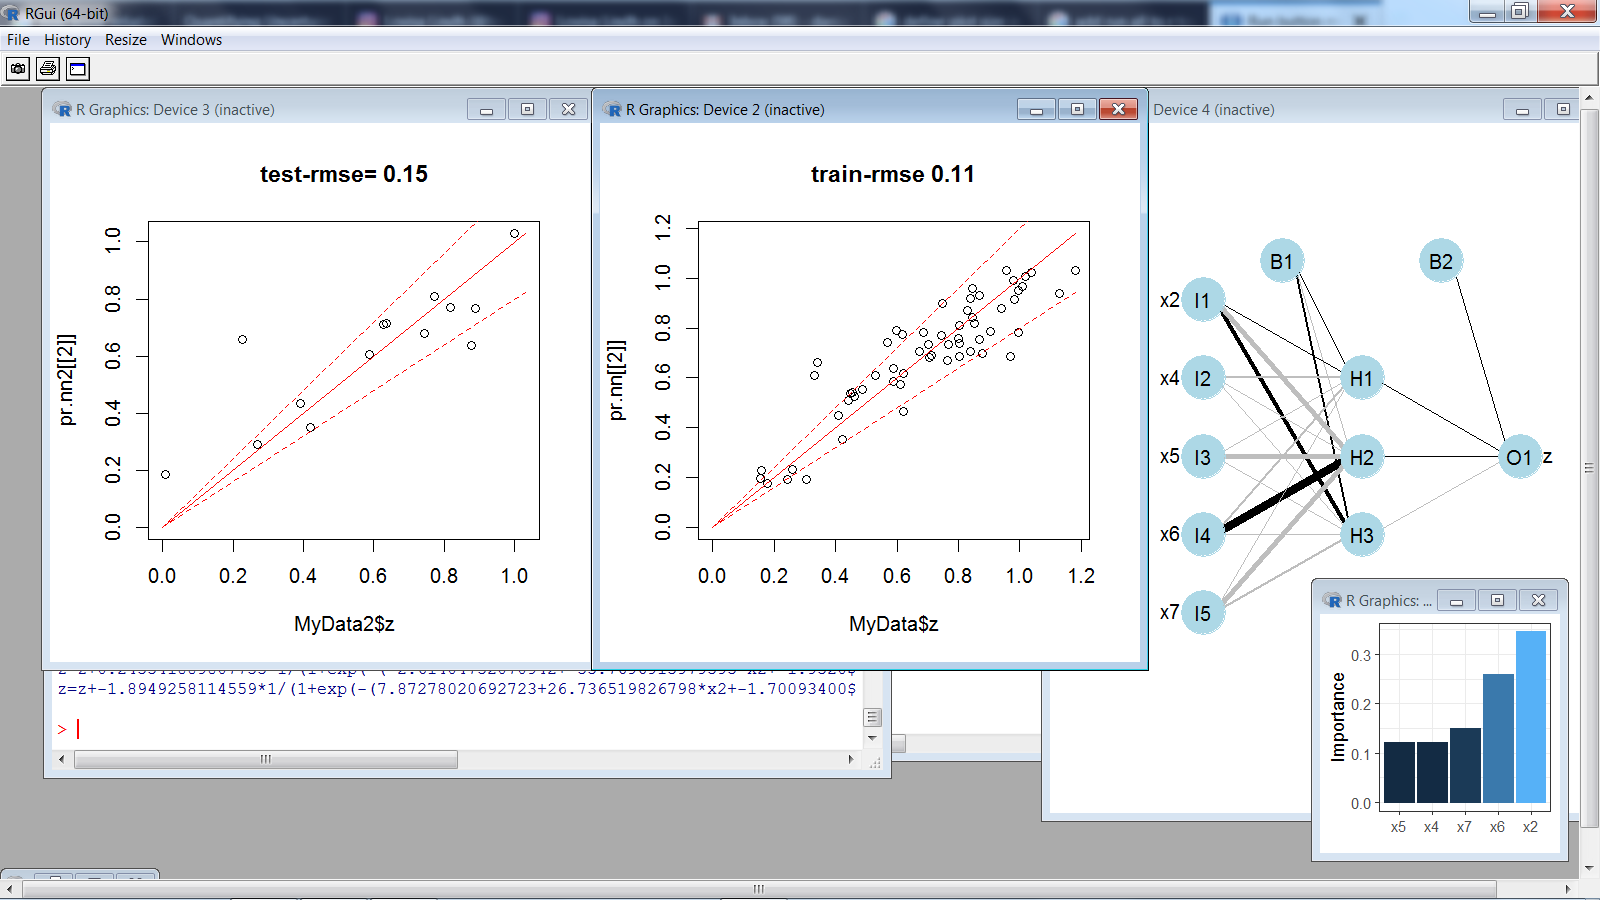 RGui (64-bit)
File History Resize Windows
R Graphics: Device 3 (inactive)
test-rmse= 0.15
pr.nn2[[2]]
0.0 0.2 0.4 0.6 0.8 1.0
0.0 0.2 0.4 0.6 0.8 1.0
MyData2$z
R Graphics: Device 2 (inactive)
train-rmse 0.11
pr.nn[[2]]
0.0 0.2 0.4 0.6 0.8 1.0 1.2
0.0 0.2 0.4 0.6 0.8 1.0 1.2
MyData$z
Device 4 (inactive)
B1 B2
x2 I1
x4 I2 H1
x5 I3 H2 O1 z
x6 I4 H3
x7 I5
R Graphics: ...
Importance
0.3
0.2
0.1
0.0
x5 x4 x7 x6 x2
z=z+-1.8949258114559*1/(1+exp(-(7.87278020692723+26.736519826798*x2+-1.70093400$
>